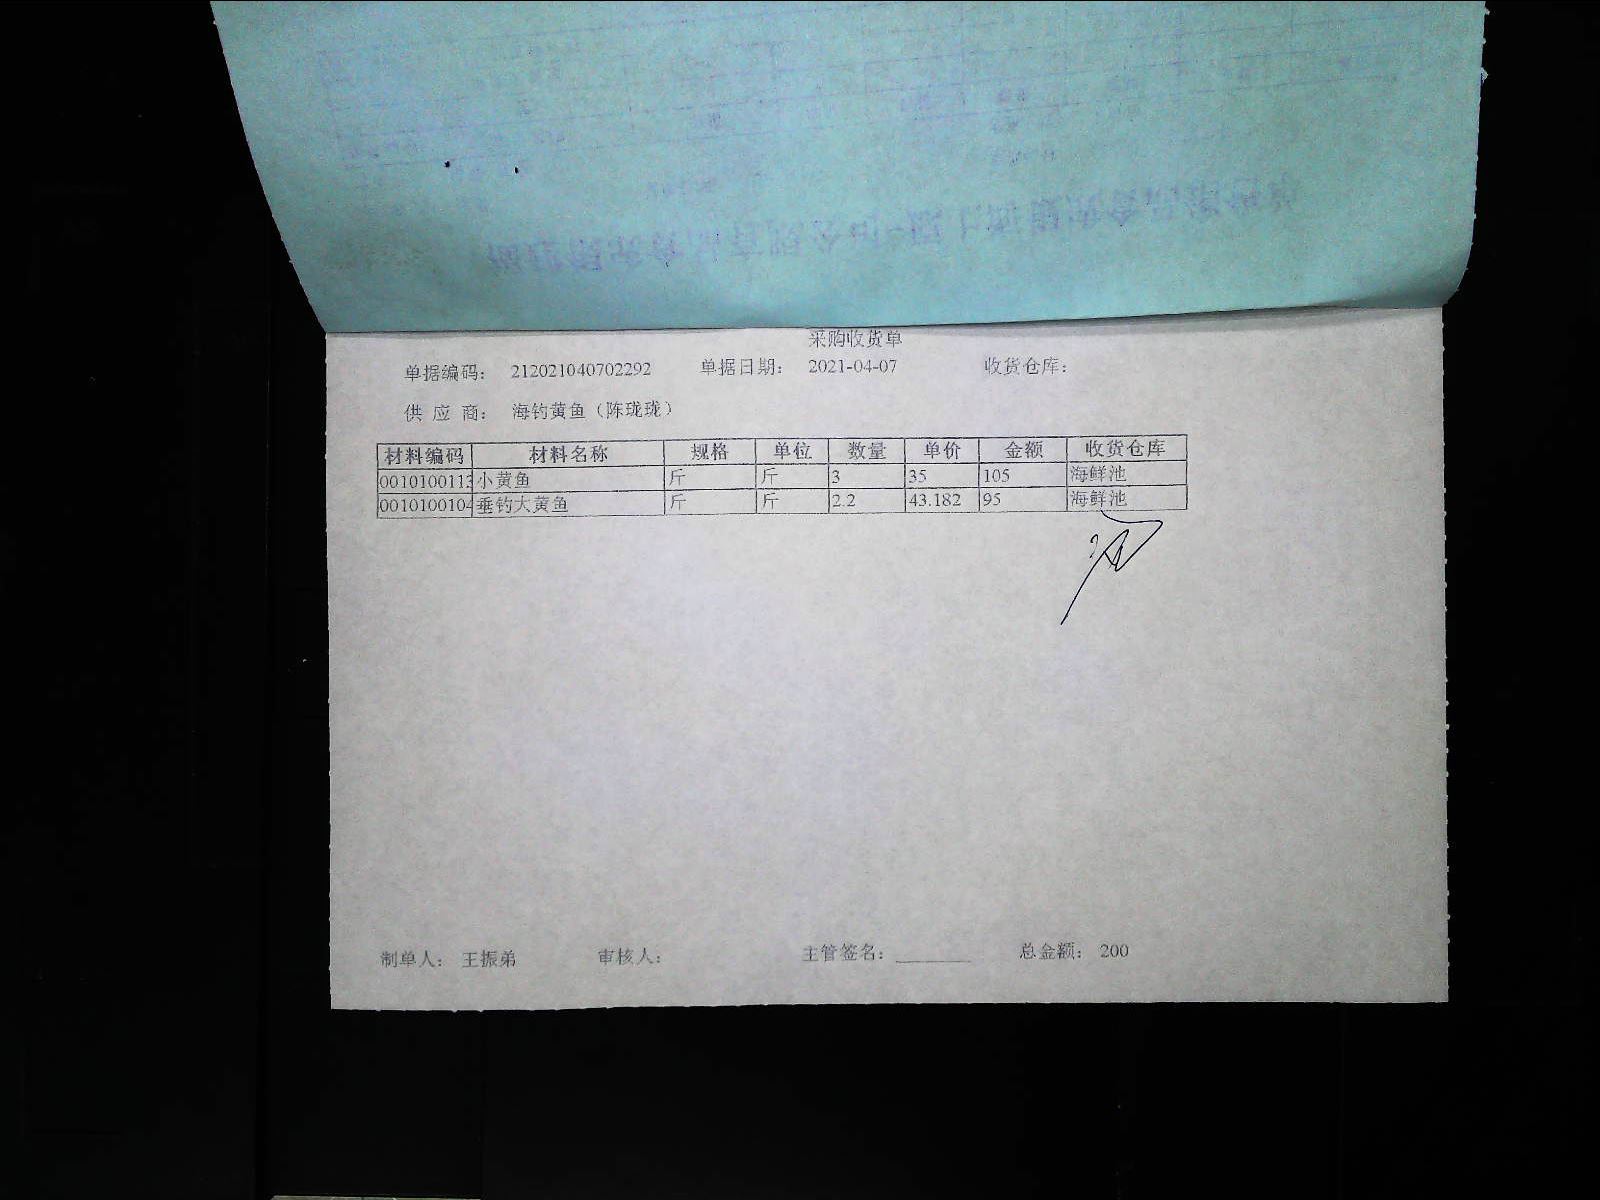 采购收货单
单据编码： 212021040702292 单据日期： 2021-04-07 收货仓库：
供 应 商： 海钓黄鱼（陈珑珑）
材料编码 材料名称 规格 单位 数量 单价 金额 收货仓库
0010100113 小黄鱼 斤 斤 3 35 105 海鲜池
0010100104 垂钓大黄鱼 斤 斤 2.2 43.182 95 海鲜池
制单人： 王振弟 审核人： 主管签名： 总金额： 200